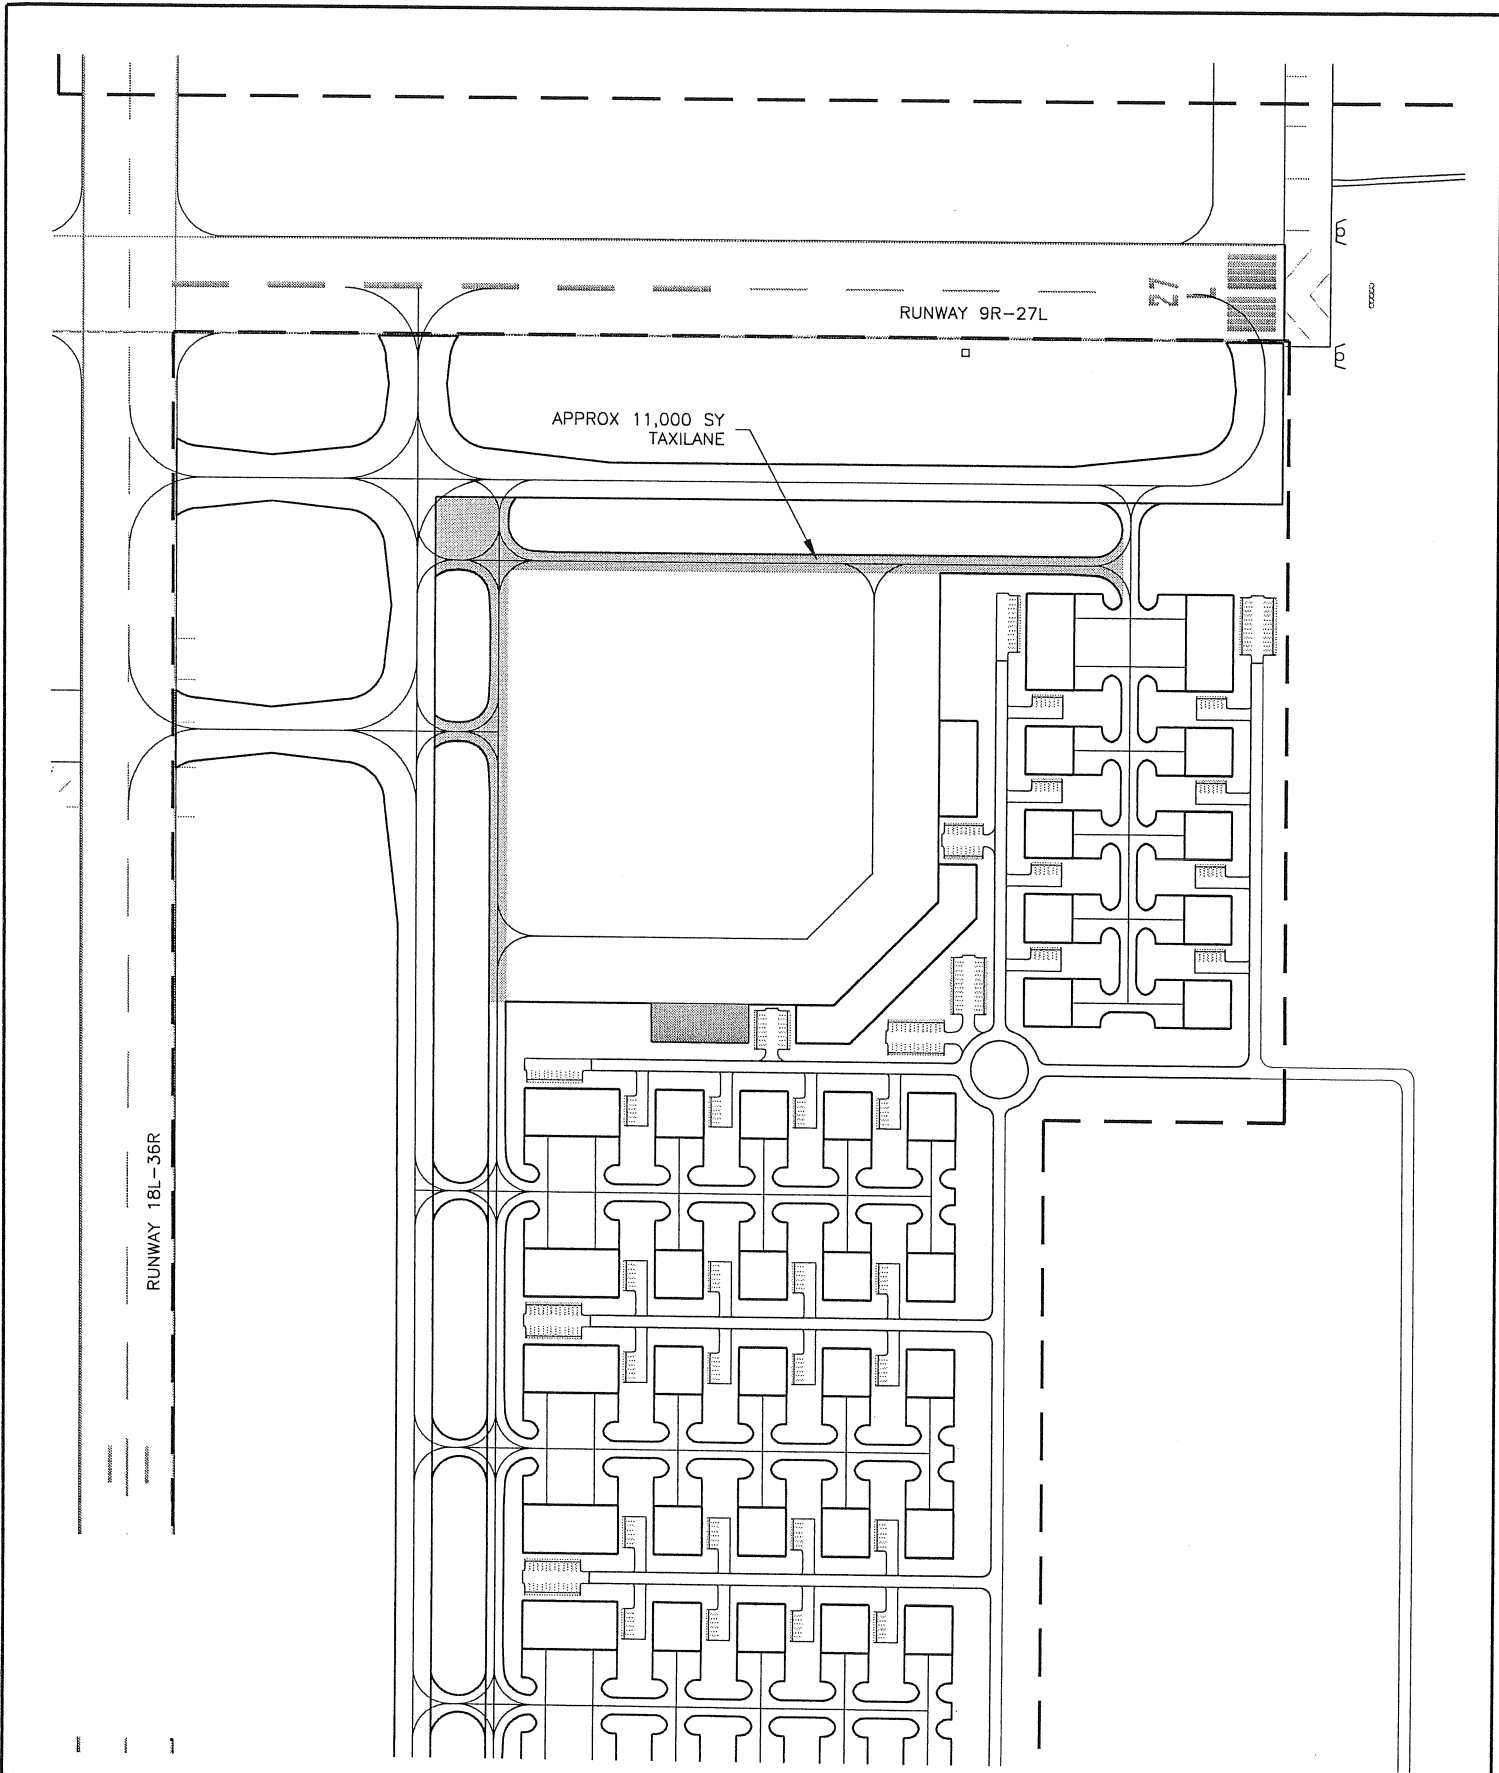 27
RUNWAY 9R-27L
APPROX 11,000 SY
TAXILANE
RUNWAY 18L-36R